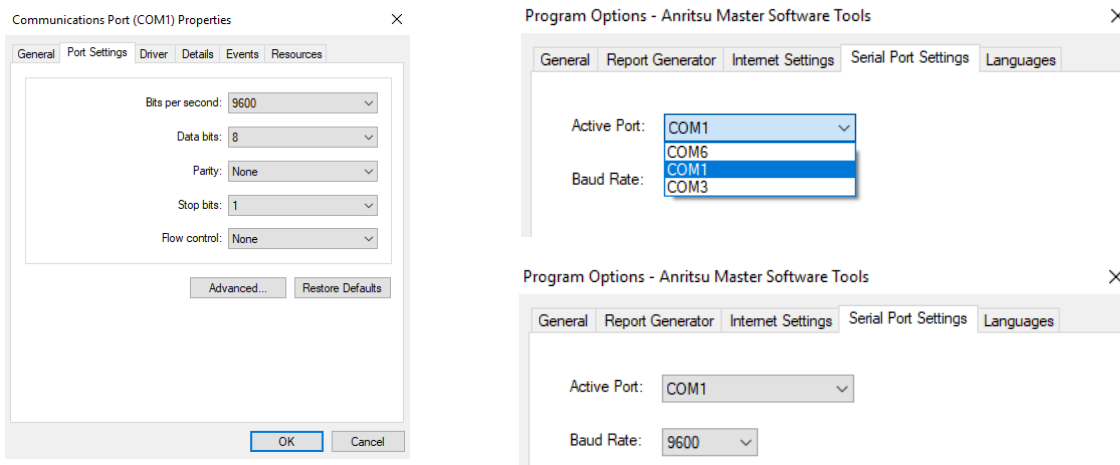 Communications Port (COM1) Properties
General Port Settings Driver Details Events Resources
Bits per second: 9600
Data bits: 8
Parity: None
Stop bits: 1
Flow control: None
Advanced... Restore Defaults
OK Cancel
Program Options - Anritsu Master Software Tools
General Report Generator Internet Settings Serial Port Settings Languages
Active Port: COM1
COM6
COM1
Baud Rate:
COM3
Program Options - Anritsu Master Software Tools
General Report Generator Internet Settings Serial Port Settings Languages
Active Port: COM1
Baud Rate: 9600